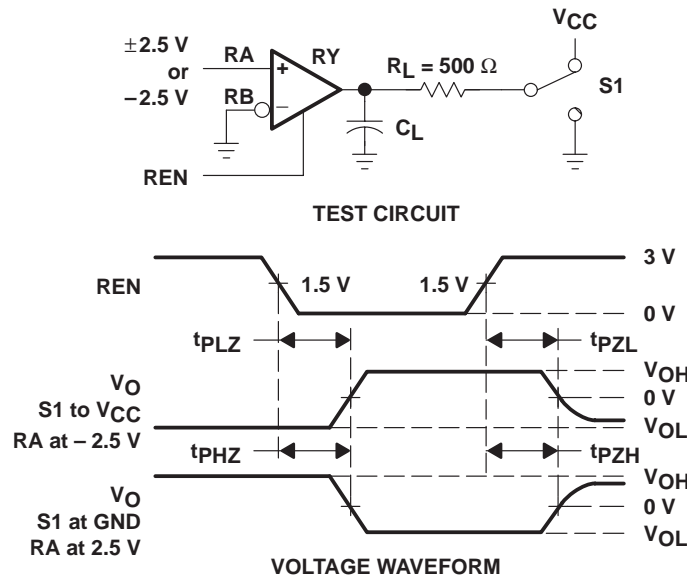 VCC
±2.5 V
or
−2.5 V
RA
RY
+
RL = 500 Ω
S1
RB
−
CL
REN
TEST CIRCUIT
REN
1.5 V
1.5 V
3 V
0 V
tPLZ
tPZL
VO
S1 to VCC
RA at – 2.5 V
VOH
0 V
VOL
tPHZ
tPZH
VO
S1 at GND
RA at 2.5 V
VOH
0 V
VOL
VOLTAGE WAVEFORM